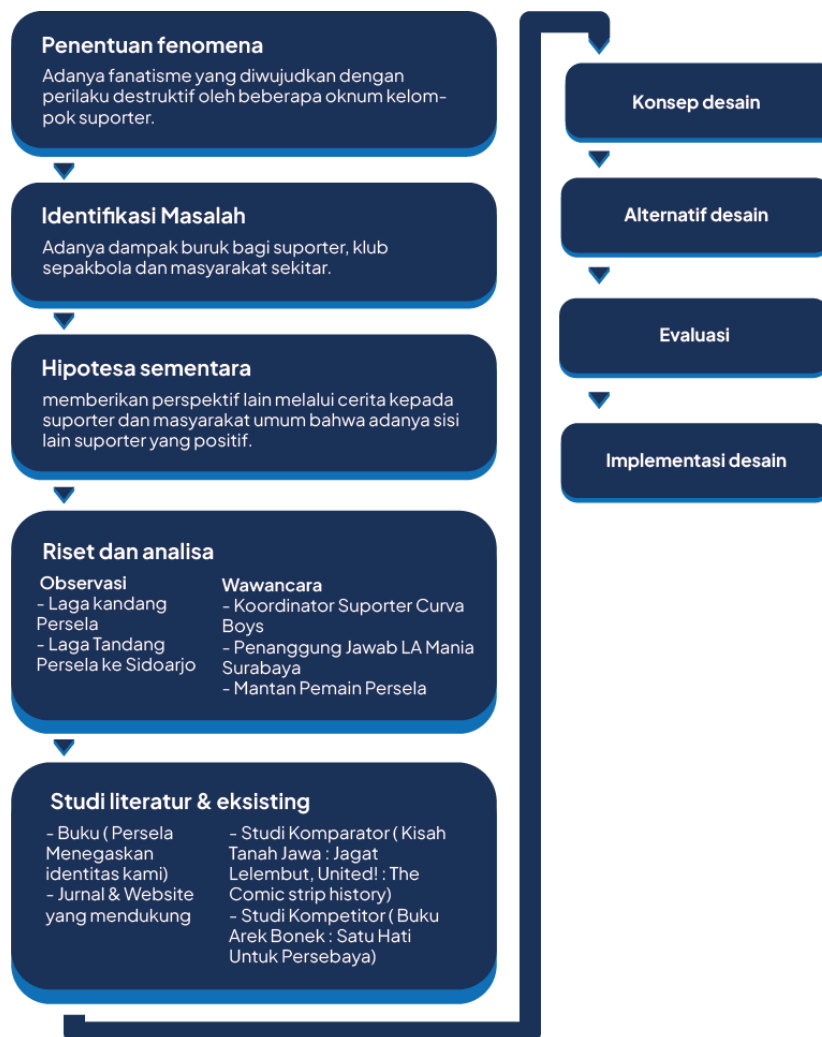 Penentuan fenomena
Adanya fanatisme yang diwujudkan dengan
perilaku destruktif oleh beberapa oknum kelom-
pok suporter.
Identifikasi Masalah
Adanya dampak buruk bagi suporter, klub
sepakbola dan masyarakat sekitar.
Hipotesa sementara
memberikan perspektif lain melalui cerita kepada
suporter dan masyarakat umum bahwa adanya sisi
lain suporter yang positif.
Riset dan analisa
Observasi
- Laga kandang
Persela
- Laga Tandang
Persela ke Sidoarjo
Wawancara
- Koordinator Suporter Curva
Boys
- Penanggung Jawab LA Mania
Surabaya
- Mantan Pemain Persela
Studi literatur & eksisting
- Buku ( Persela
Menegaskan
identitas kami)
- Jurnal & Website
yang mendukung
- Studi Komparator ( Kisah
Tanah Jawa : Jagat
Lelembut, United! : The
Comic strip history)
- Studi Kompetitor ( Buku
Arek Bonek : Satu Hati
Untuk Persebaya)
Konsep desain
Alternatif desain
Evaluasi
Implementasi desain